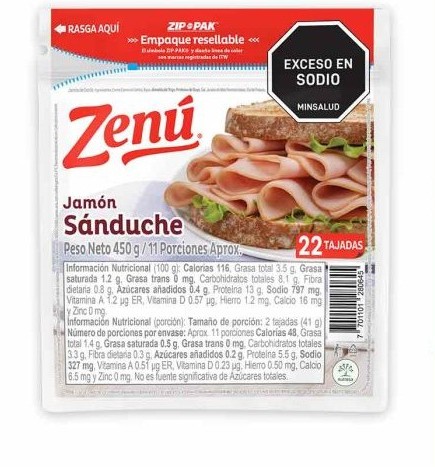 RASGA AQUÍ
ZIP PAK
Empaque resellable
EXCESO EN
SODIO
MINSALUD
Zenú
Jamón
Sánduche
Peso Neto 450 g / 11 Porciones Aprox.
22 TAJADAS
Información Nutricional (100 g): Calorías 116, Grasa total 3.5 g, Grasa
saturada 1.2 g, Grasa trans 0 mg, Carbohidratos totales 8.1 g, Fibra
dietaria 0.8 g, Azúcares añadidos 0.4 g, Proteína 13 g, Sodio 797 mg,
Vitamina A 1.2 µg ER, Vitamina D 0.57 µg, Hierro 1.2 mg, Calcio 16 mg
y Zinc 0 mg.
Información Nutricional (porción): Tamaño de porción: 2 tajadas (41 g)
Número de porciones por envase: Aprox. 11 porciones Calorías 48, Grasa
total 1.4 g, Grasa saturada 0.5 g, Grasa trans 0 mg, Carbohidratos totales
3.3 g, Fibra dietaria 0.3 g, Azúcares añadidos 0.2 g, Proteína 5.5 g, Sodio
327 mg, Vitamina A 0.51 µg ER, Vitamina D 0.23 µg, Hierro 0.50 mg, Calcio
6.5 mg y Zinc 0 mg. No es fuente significativa de Azúcares totales.
7 701101 780645